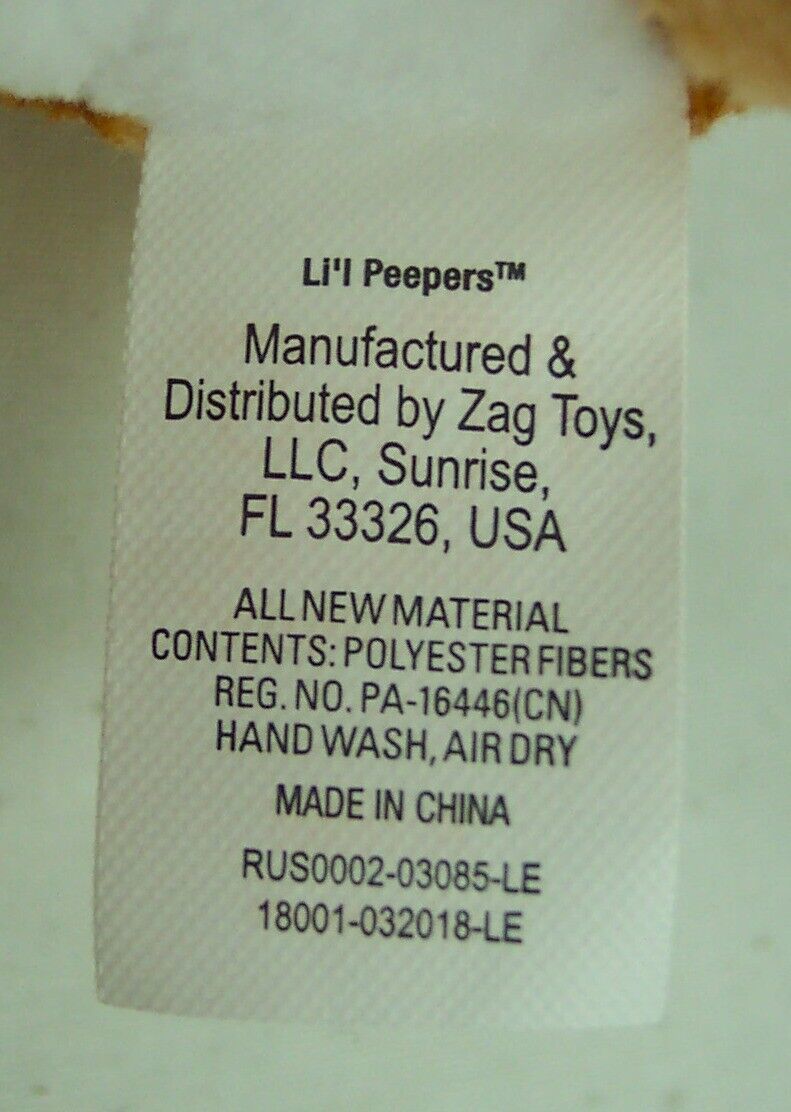 Li'l Peepers™
Manufactured &
Distributed by Zag Toys,
LLC, Sunrise,
FL 33326, USA
ALL NEW MATERIAL
CONTENTS: POLYESTER FIBERS
REG. NO. PA-16446(CN)
HAND WASH, AIR DRY
MADE IN CHINA
RUS0002-03085-LE
18001-032018-LE